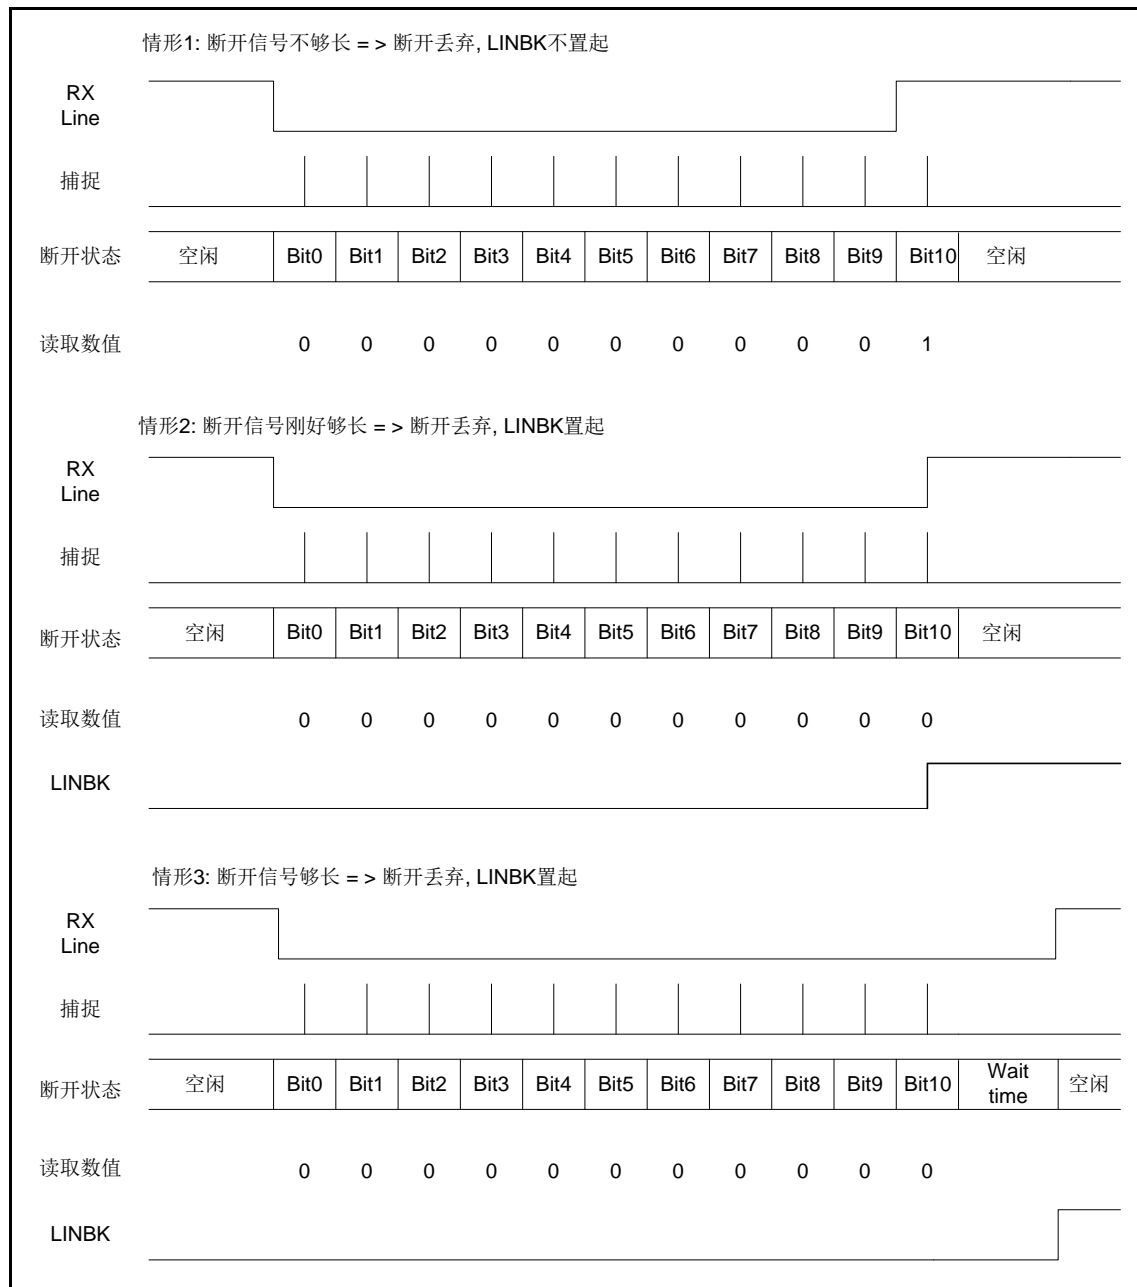 情形1: 断开信号不够长 = > 断开丢弃, LINBK不置起
RX
Line
捕捉
断开状态 空闲 Bit0 Bit1 Bit2 Bit3 Bit4 Bit5 Bit6 Bit7 Bit8 Bit9 Bit10 空闲
读取数值 0 0 0 0 0 0 0 0 0 0 1
情形2: 断开信号刚好够长 = > 断开丢弃, LINBK置起
RX
Line
捕捉
断开状态 空闲 Bit0 Bit1 Bit2 Bit3 Bit4 Bit5 Bit6 Bit7 Bit8 Bit9 Bit10 空闲
读取数值 0 0 0 0 0 0 0 0 0 0 0
LINBK
情形3: 断开信号够长 = > 断开丢弃, LINBK置起
RX
Line
捕捉
断开状态 空闲 Bit0 Bit1 Bit2 Bit3 Bit4 Bit5 Bit6 Bit7 Bit8 Bit9 Bit10 Wait time 空闲
读取数值 0 0 0 0 0 0 0 0 0 0 0
LINBK